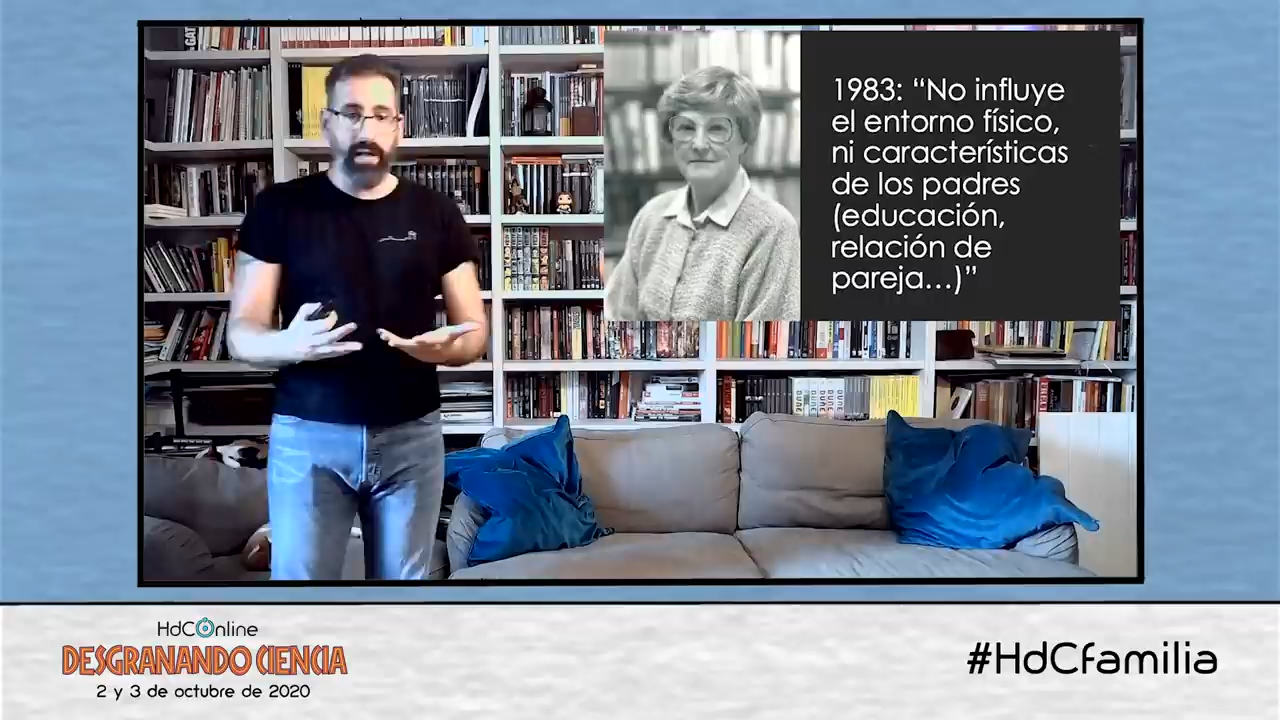 1983: “No influye
el entorno físico,
ni características
de los padres
(educación,
relación de
pareja…)”
HdCOnline
DESGRANANDO CIENCIA
2 y 3 de octubre de 2020
#HdCfamilia